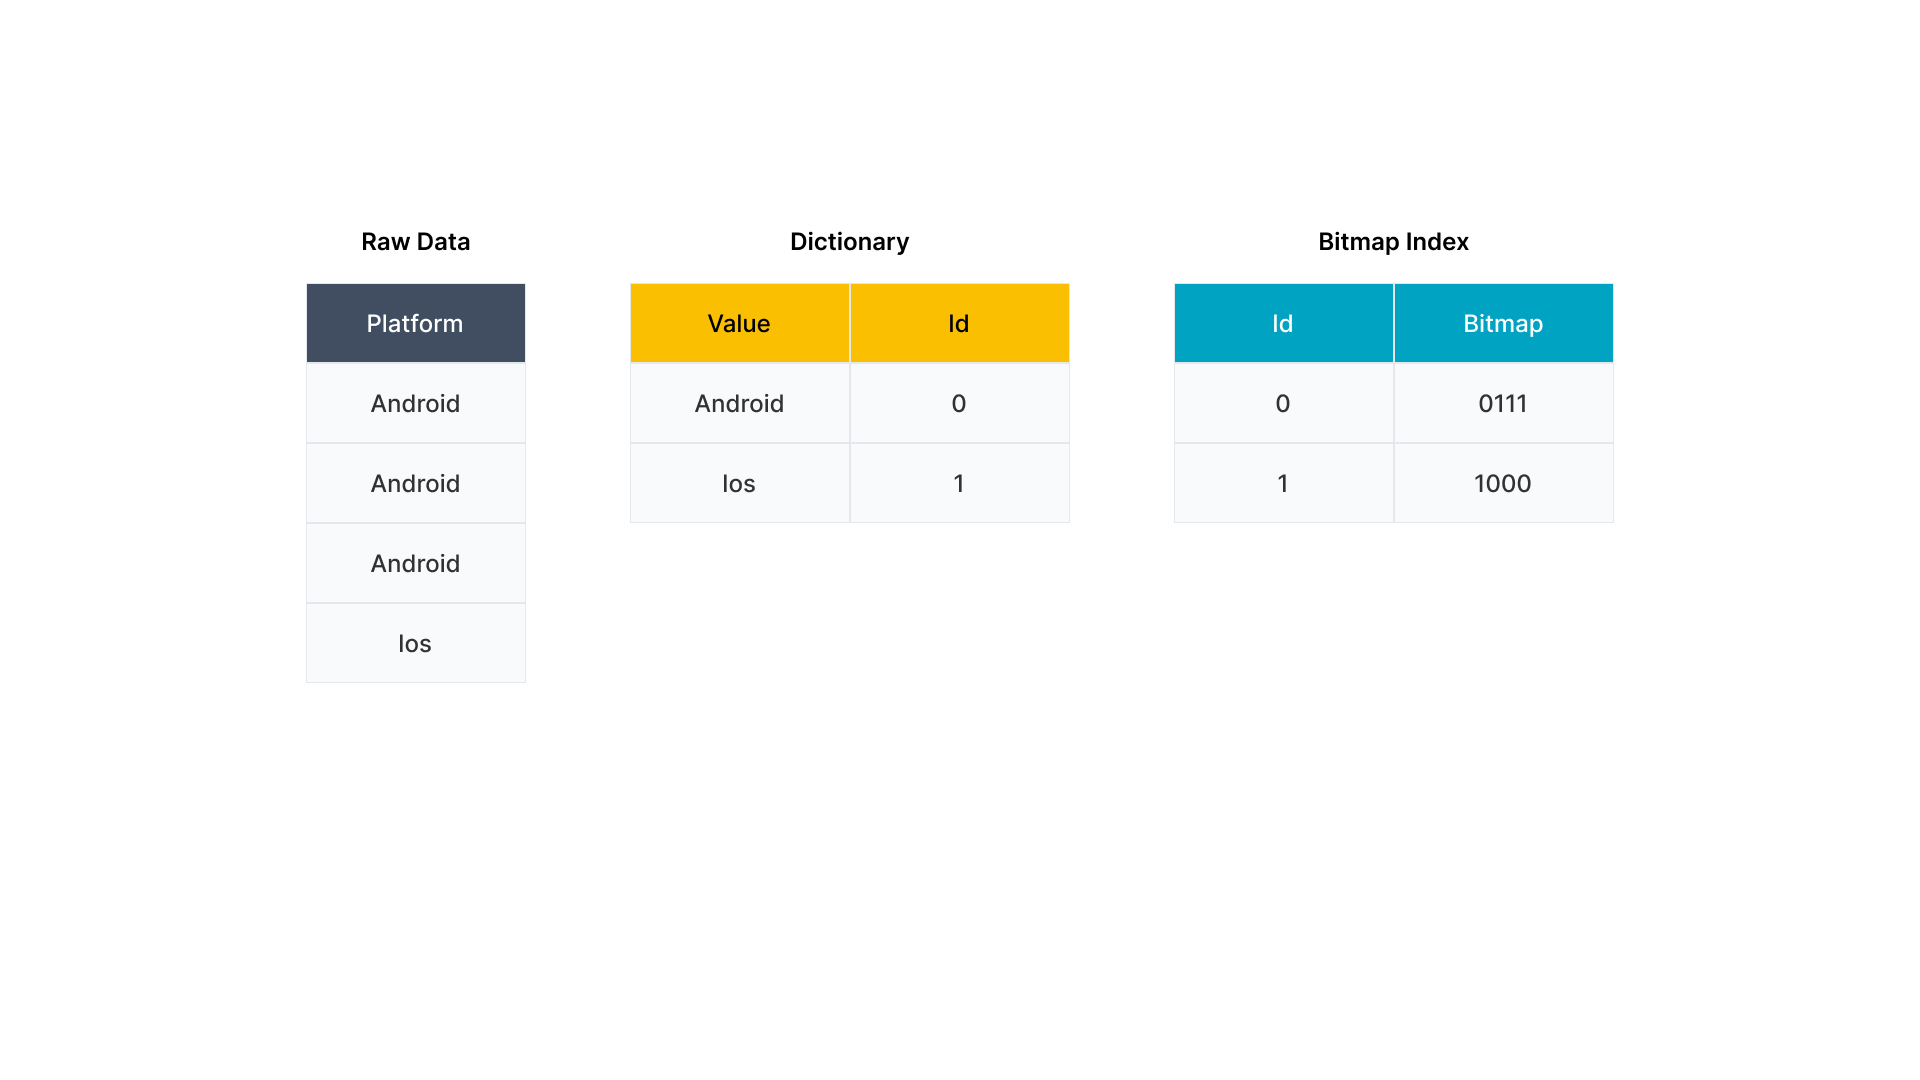 Raw Data
Platform
Android
Android
Android
Ios
Dictionary
Value Id
Android 0
Ios 1
Bitmap Index
Id Bitmap
0 0111
1 1000